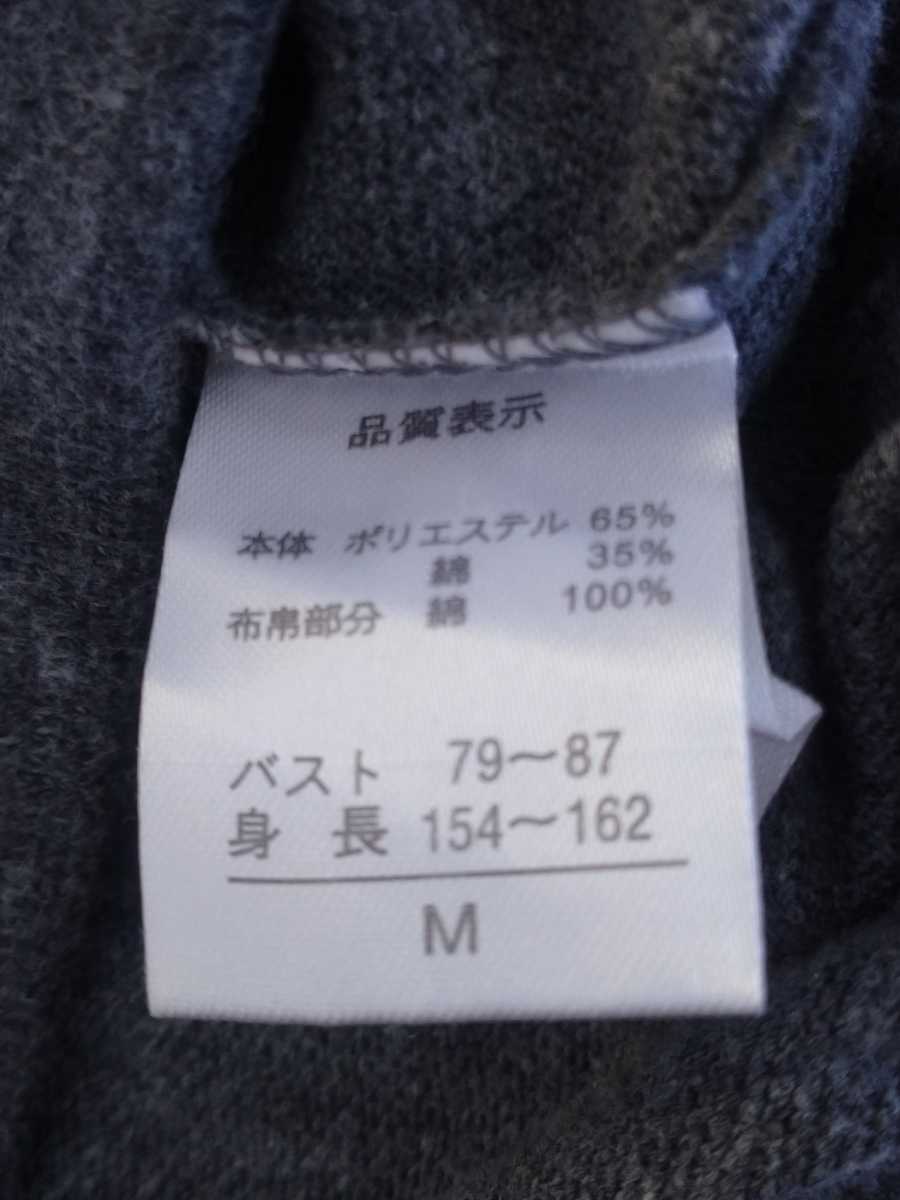 品質表示
本体 ポリエステル 65%
綿 35%
布帛部分 綿 100%
バスト 79〜87
身長 154〜162
M